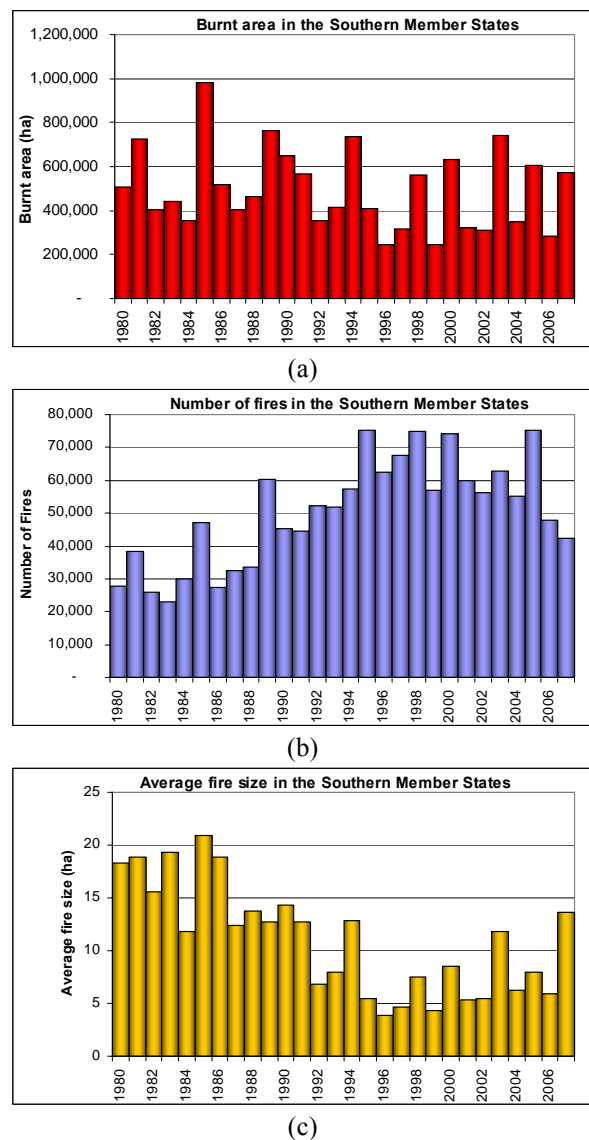 Burnt area in the Southern Member States
1,200,000
1,000,000
800,000
600,000
400,000
200,000
-
Burnt area (ha)
1980 1982 1984 1986 1988 1990 1992 1994 1996 1998 2000 2002 2004 2006
(a)
Number of fires in the Southern Member States
80,000
70,000
60,000
50,000
40,000
30,000
20,000
10,000
-
Number of Fires
1980 1982 1984 1986 1988 1990 1992 1994 1996 1998 2000 2002 2004 2006
(b)
Average fire size in the Southern Member States
25
20
15
10
5
0
Average fire size (ha)
1980 1982 1984 1986 1988 1990 1992 1994 1996 1998 2000 2002 2004 2006
(c)